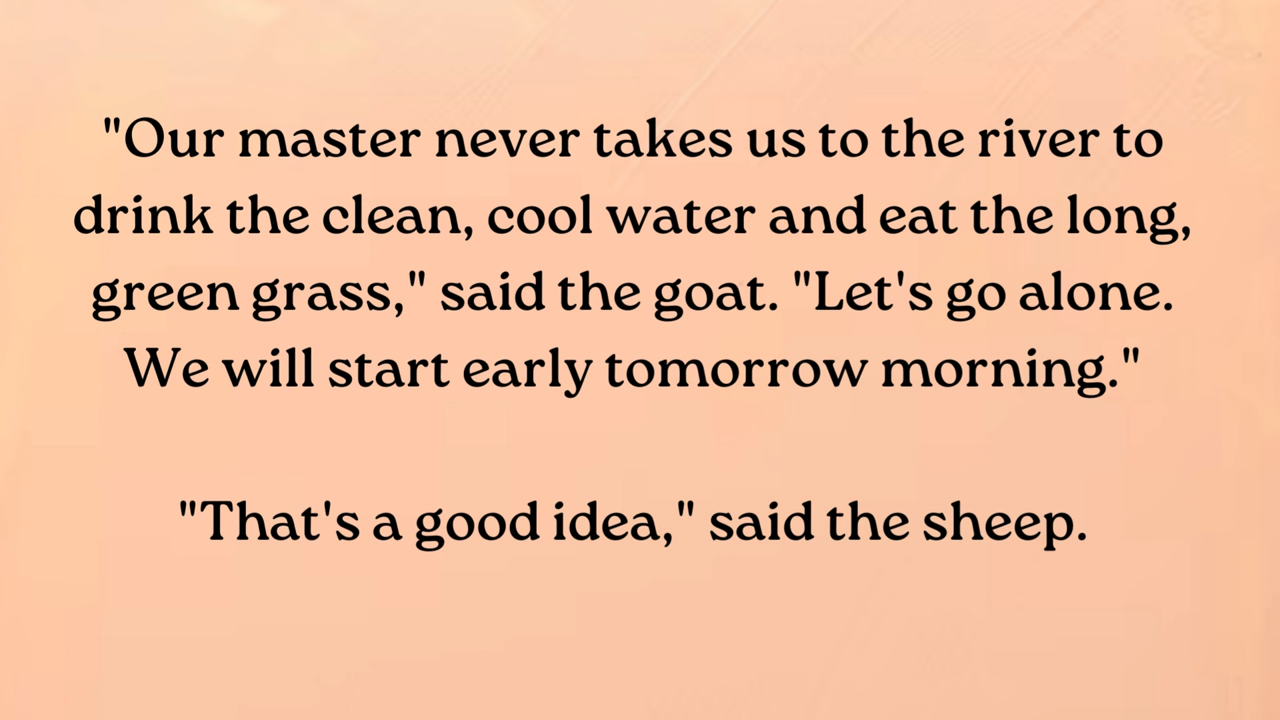 "Our master never takes us to the river to
drink the clean, cool water and eat the long,
green grass," said the goat. "Let's go alone.
We will start early tomorrow morning."
"That's a good idea," said the sheep.